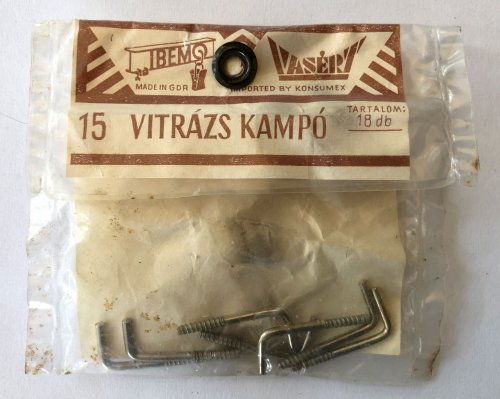 IBEMO
VASÉRT
MADE IN GDR
IMPORTED BY KONSUMEX
15 VITRÁZS KAMPÓ
TARTALOM:
18 db